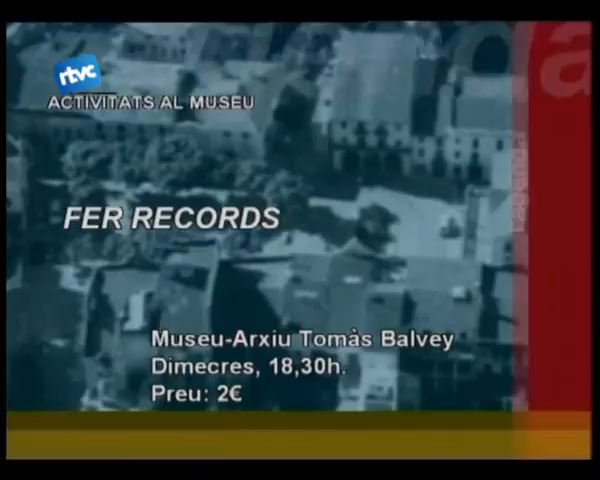 rtvc
ACTIVITATS AL MUSEU
FER RECORDS
Museu-Arxiu Tomàs Balvey
Dimecres, 18,30h.
Preu: 2€